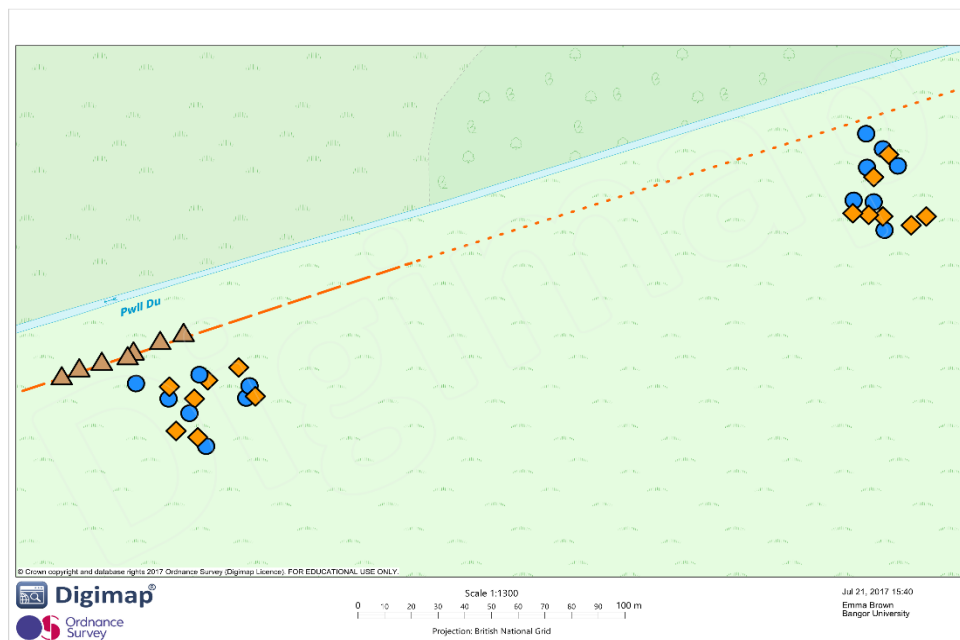 Pwll Du
© Crown copyright and database rights 2017 Ordnance Survey (Digimap Licence). FOR EDUCATIONAL USE ONLY.
Digimap®
Ordnance
Survey
Scale 1:1300
0 10 20 30 40 50 60 70 80 90 100 m
Projection: British National Grid
Jul 21, 2017 15:40
Emma Brown
Bangor University
Digimap